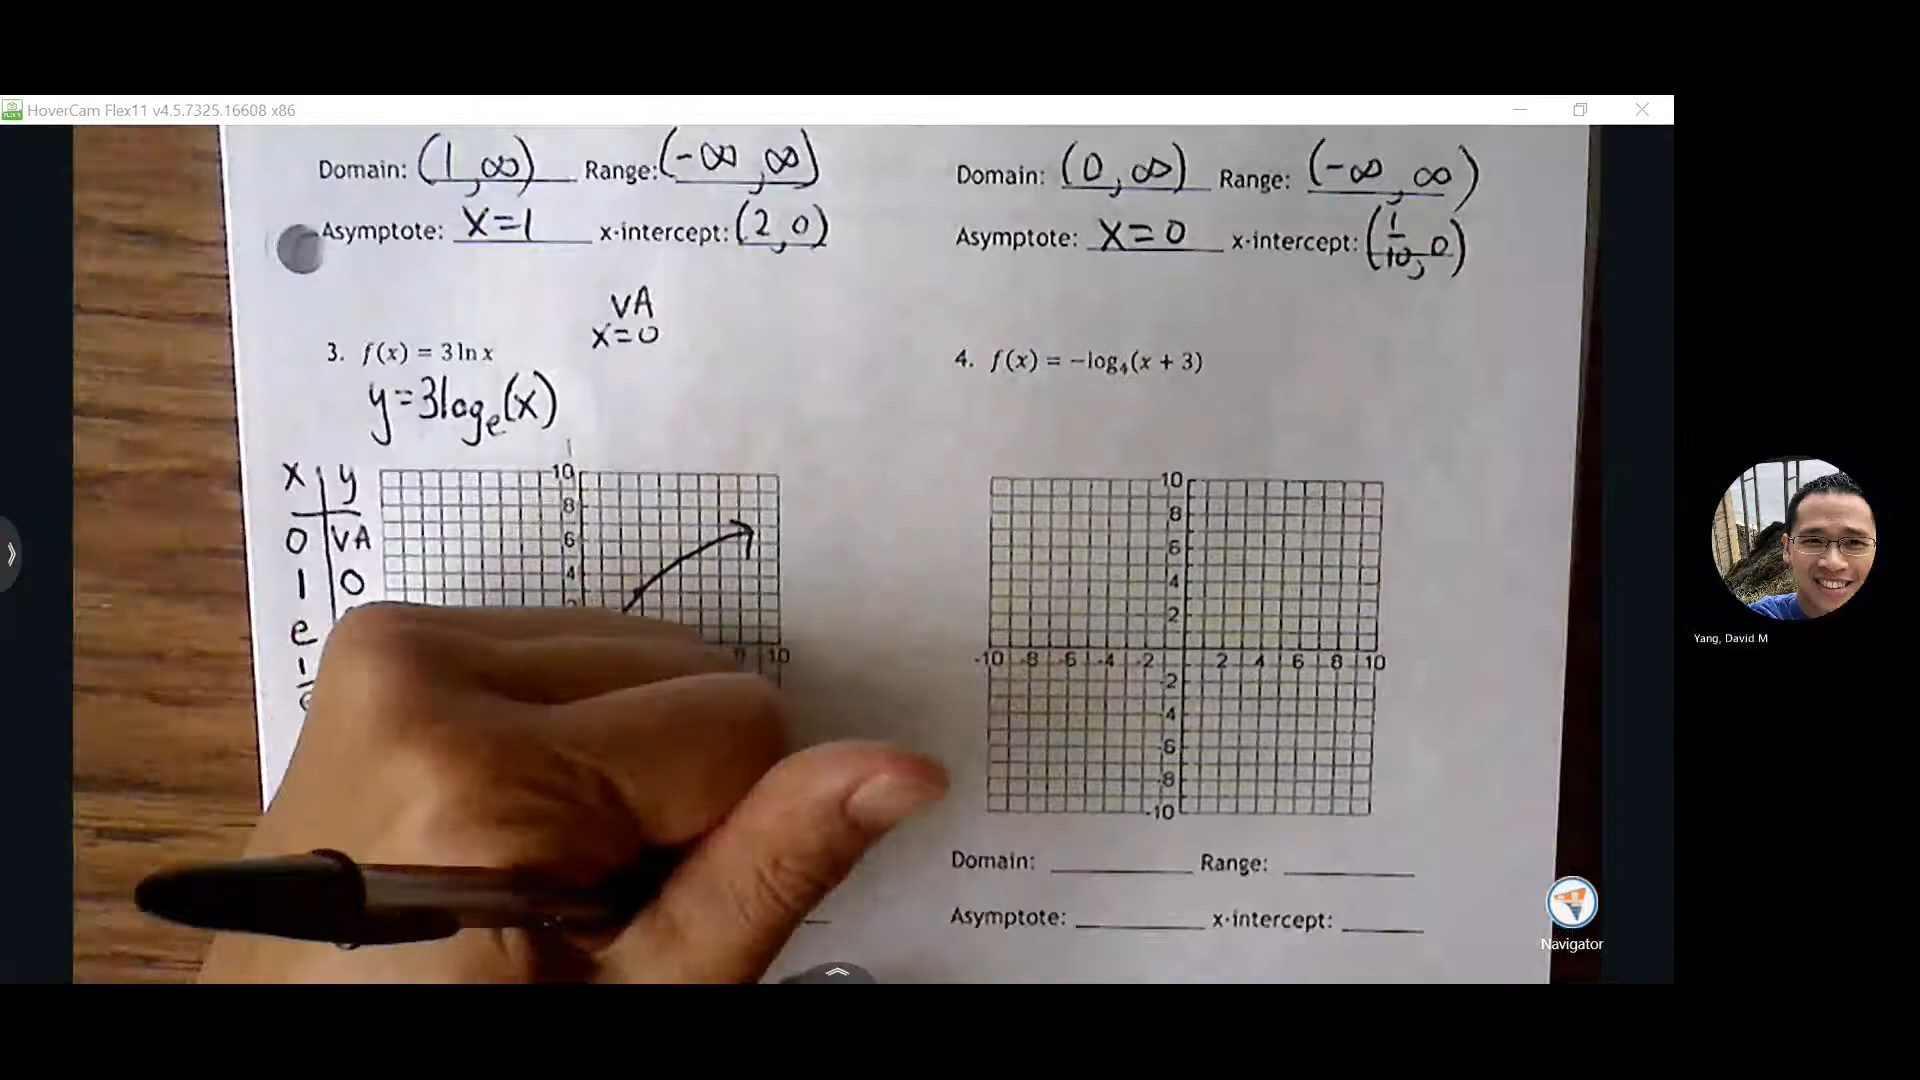 HoverCam Flex11 v4.5.7325.16608 x86
Domain: (1, ∞) Range: (-∞, ∞)
Asymptote: x=1 x-intercept: (2, 0)
Domain: (0, ∞) Range: (-∞, ∞)
Asymptote: x=0 x-intercept: (1/10, 0)
VA
x=0
3. f(x) = 3 ln x
y=3log_e(x)
x y
0 VA
1 0
e
1
10
8
6
4
10
4. f(x) = −log₄(x + 3)
10
8
6
4
2
-10 -8 -6 -4 -2 2 4 6 8 10
-2
-4
-6
-8
-10
Domain: Range:
Asymptote: x-intercept:
Navigator
Yang, David M